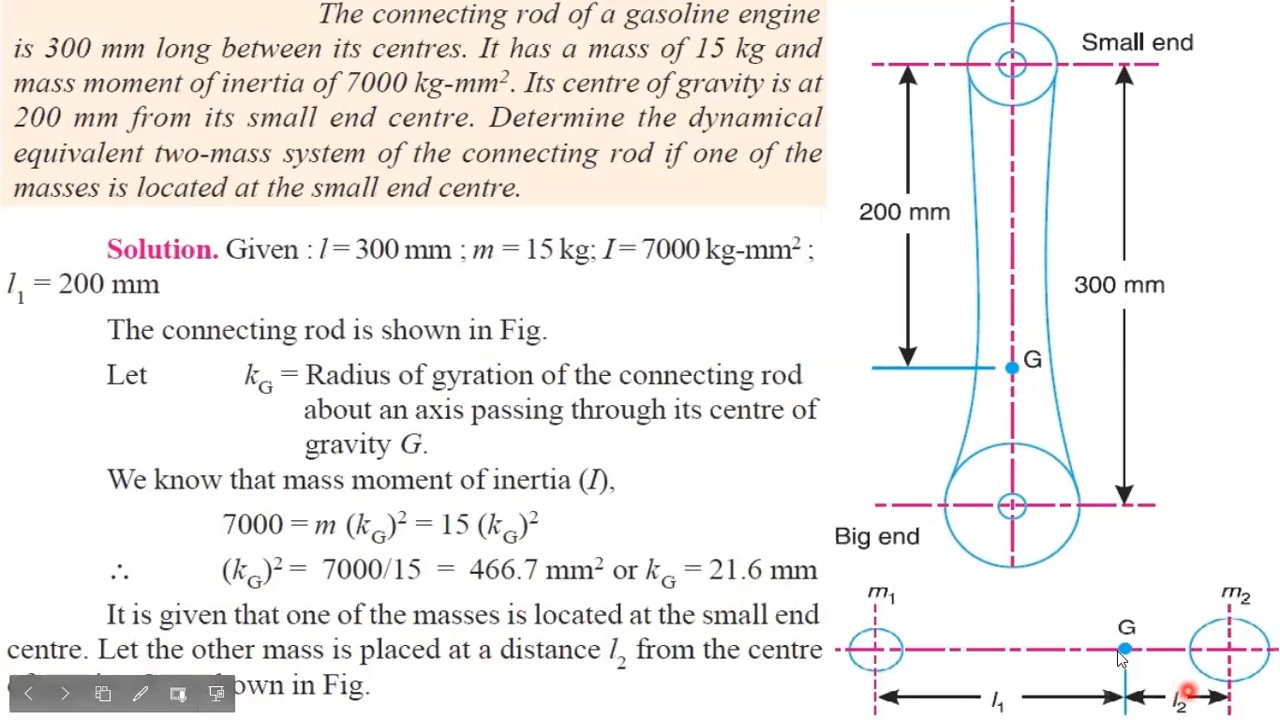 The connecting rod of a gasoline engine
is 300 mm long between its centres. It has a mass of 15 kg and
mass moment of inertia of 7000 kg-mm². Its centre of gravity is at
200 mm from its small end centre. Determine the dynamical
equivalent two-mass system of the connecting rod if one of the
masses is located at the small end centre.
Solution. Given : l = 300 mm ; m = 15 kg; I = 7000 kg-mm² ;
l₁ = 200 mm
The connecting rod is shown in Fig.
Let k_G = Radius of gyration of the connecting rod
about an axis passing through its centre of
gravity G.
We know that mass moment of inertia (I),
7000 = m (k_G)² = 15 (k_G)²
∴ (k_G)² = 7000/15 = 466.7 mm² or k_G = 21.6 mm
It is given that one of the masses is located at the small end
centre. Let the other mass is placed at a distance l₂ from the centre
shown in Fig.
Small end
200 mm
300 mm
G
Big end
m₁
m₂
G
l₁
l₂